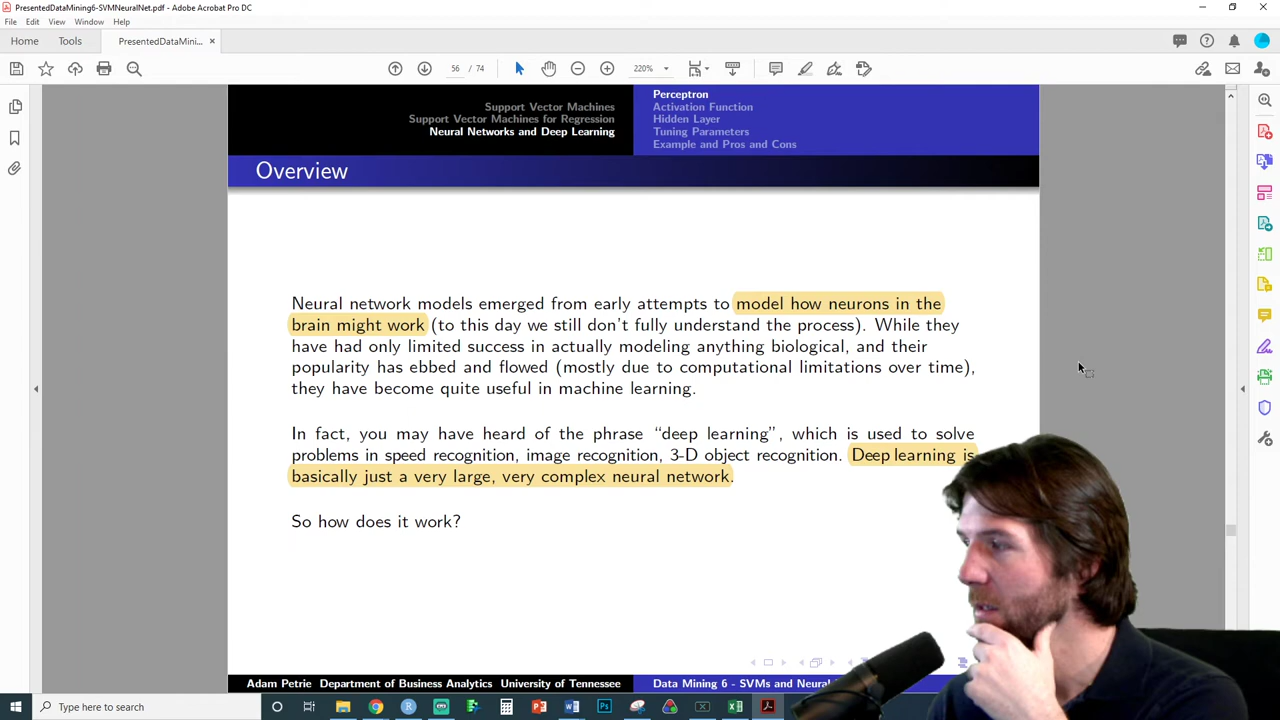 PresentedDataMining6-SVMNeuralNet.pdf - Adobe Acrobat Pro DC
File Edit View Window Help
Home Tools PresentedDataMini... ×
56 / 74 220%
Support Vector Machines
Support Vector Machines for Regression
Neural Networks and Deep Learning
Perceptron
Activation Function
Hidden Layer
Tuning Parameters
Example and Pros and Cons
Overview
Neural network models emerged from early attempts to model how neurons in the
brain might work (to this day we still don't fully understand the process). While they
have had only limited success in actually modeling anything biological, and their
popularity has ebbed and flowed (mostly due to computational limitations over time),
they have become quite useful in machine learning.
In fact, you may have heard of the phrase “deep learning”, which is used to solve
problems in speed recognition, image recognition, 3-D object recognition. Deep learning is
basically just a very large, very complex neural network.
So how does it work?
Adam Petrie Department of Business Analytics University of Tennessee
Data Mining 6 - SVMs and Neural
Type here to search